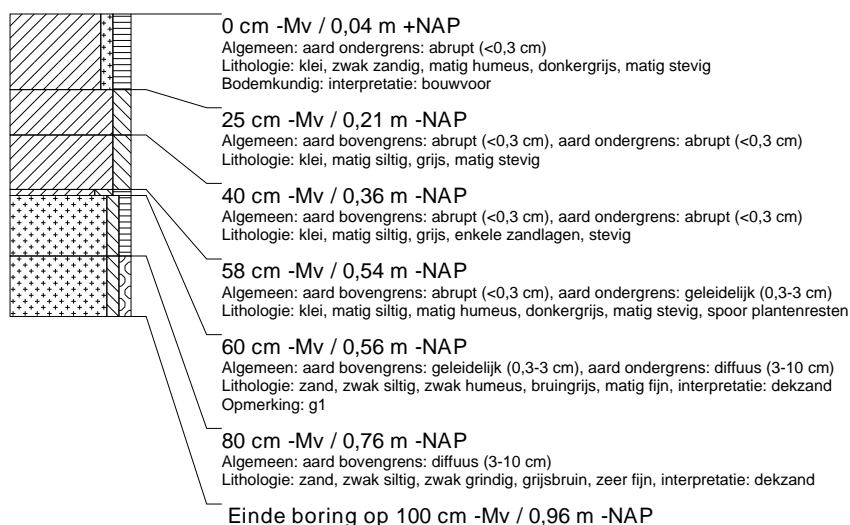 0 cm -Mv / 0,04 m +NAP
Algemeen: aard ondergrens: abrupt (<0,3 cm)
Lithologie: klei, zwak zandig, matig humeus, donkergrijs, matig stevig
Bodemkundig: interpretatie: bouwvoor
25 cm -Mv / 0,21 m -NAP
Algemeen: aard bovengrens: abrupt (<0,3 cm), aard ondergrens: abrupt (<0,3 cm)
Lithologie: klei, matig siltig, grijs, matig stevig
40 cm -Mv / 0,36 m -NAP
Algemeen: aard bovengrens: abrupt (<0,3 cm), aard ondergrens: abrupt (<0,3 cm)
Lithologie: klei, matig siltig, grijs, enkele zandlagen, stevig
58 cm -Mv / 0,54 m -NAP
Algemeen: aard bovengrens: abrupt (<0,3 cm), aard ondergrens: geleidelijk (0,3-3 cm)
Lithologie: klei, matig siltig, matig humeus, donkergrijs, matig stevig, spoor plantenresten
60 cm -Mv / 0,56 m -NAP
Algemeen: aard bovengrens: geleidelijk (0,3-3 cm), aard ondergrens: diffuus (3-10 cm)
Lithologie: zand, zwak siltig, zwak humeus, bruingrijs, matig fijn, interpretatie: dekzand
Opmerking: g1
80 cm -Mv / 0,76 m -NAP
Algemeen: aard bovengrens: diffuus (3-10 cm)
Lithologie: zand, zwak siltig, zwak grindig, grijsbruin, zeer fijn, interpretatie: dekzand
Einde boring op 100 cm -Mv / 0,96 m -NAP